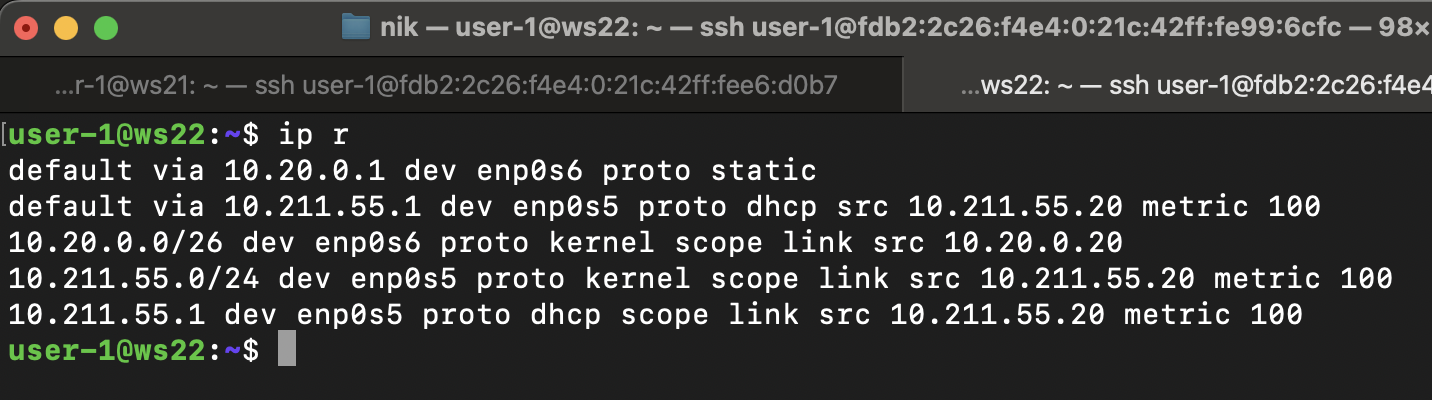 nik — user-1@ws22: ~ — ssh user-1@fdb2:2c26:f4e4:0:21c:42ff:fe99:6cfc — 98×
...r-1@ws21: ~ — ssh user-1@fdb2:2c26:f4e4:0:21c:42ff:fee6:d0b7
...ws22: ~ — ssh user-1@fdb2:2c26:f4e4
[user-1@ws22:~$ ip r
default via 10.20.0.1 dev enp0s6 proto static
default via 10.211.55.1 dev enp0s5 proto dhcp src 10.211.55.20 metric 100
10.20.0.0/26 dev enp0s6 proto kernel scope link src 10.20.0.20
10.211.55.0/24 dev enp0s5 proto kernel scope link src 10.211.55.20 metric 100
10.211.55.1 dev enp0s5 proto dhcp scope link src 10.211.55.20 metric 100
user-1@ws22:~$